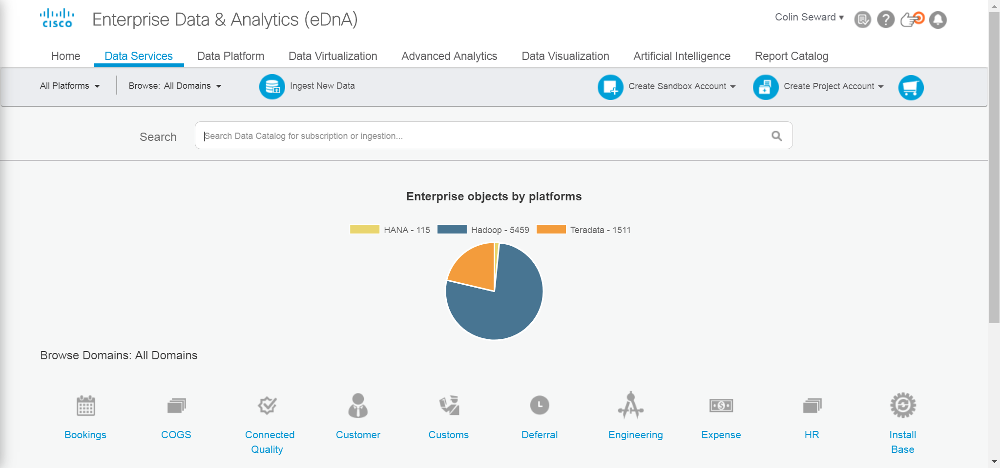 CISCO
Enterprise Data & Analytics (eDnA)
Colin Seward
Home Data Services Data Platform Data Virtualization Advanced Analytics Data Visualization Artificial Intelligence Report Catalog
All Platforms Browse: All Domains Ingest New Data Create Sandbox Account Create Project Account
Search Search Data Catalog for subscription or ingestion...
Enterprise objects by platforms
HANA - 115 Hadoop - 5459 Teradata - 1511
Browse Domains: All Domains
Bookings COGS Connected Customer Customs Deferral Engineering Expense HR Install
Quality Base